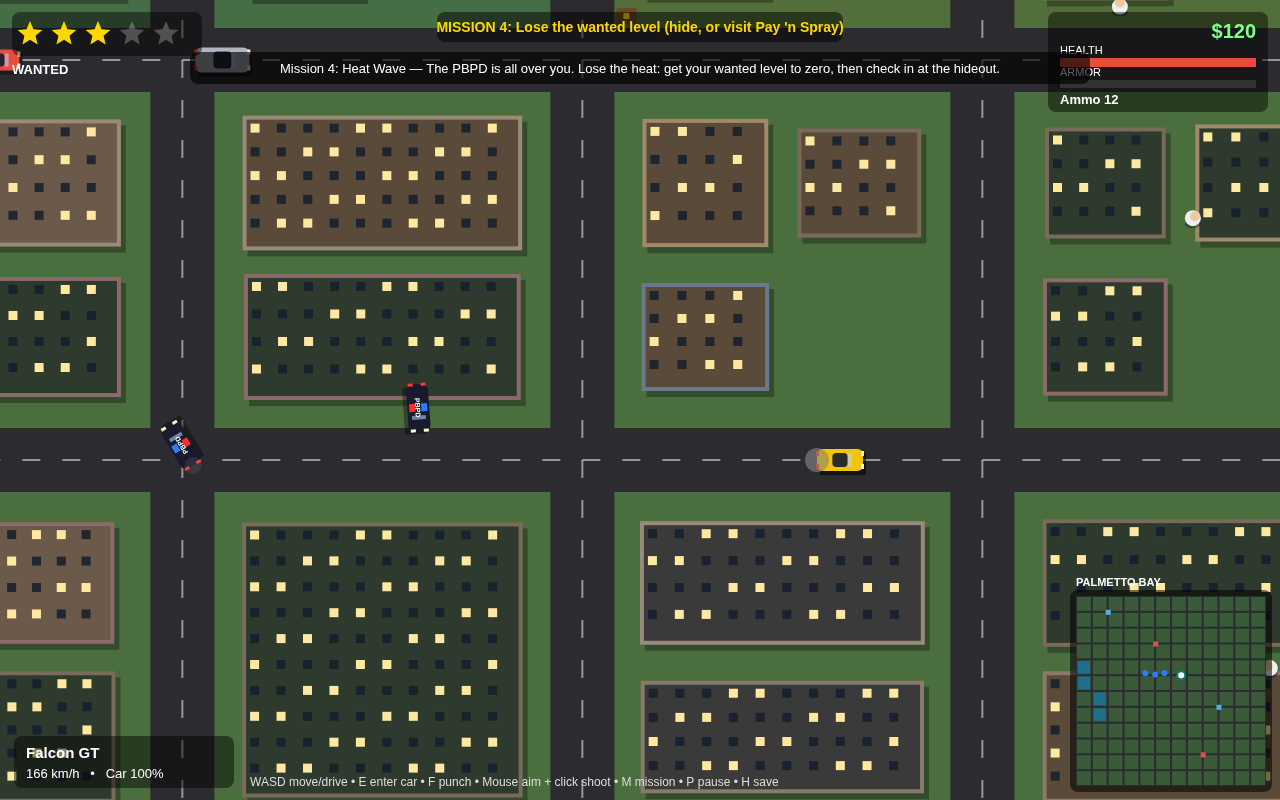 MISSION 4: Lose the wanted level (hide, or visit Pay 'n Spray)
WANTED
Mission 4: Heat Wave — The PBPD is all over you. Lose the heat: get your wanted level to zero, then check in at the hideout.
$120
HEALTH
ARMOR
Ammo 12
PBPD
PBPD
PALMETTO BAY
Falcon GT
166 km/h • Car 100%
WASD move/drive • E enter car • F punch • Mouse aim + click shoot • M mission • P pause • H save